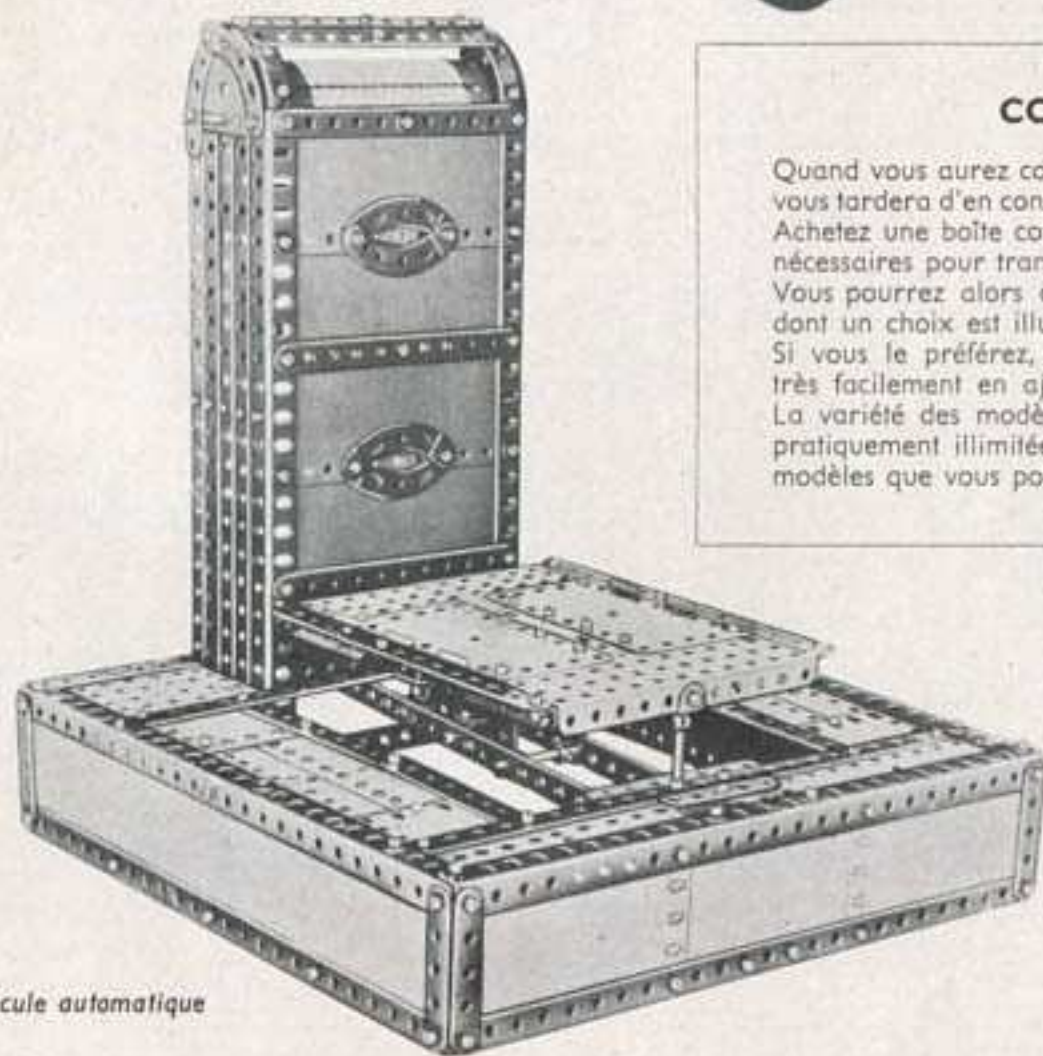 CO
Quand vous aurez co
vous tardera d'en con
Achetez une boîte co
nécessaires pour tran
Vous pourrez alors
dont un choix est illu
Si vous le préférez,
très facilement en aj
La variété des modè
pratiquement illimitée
modèles que vous po
cule automatique